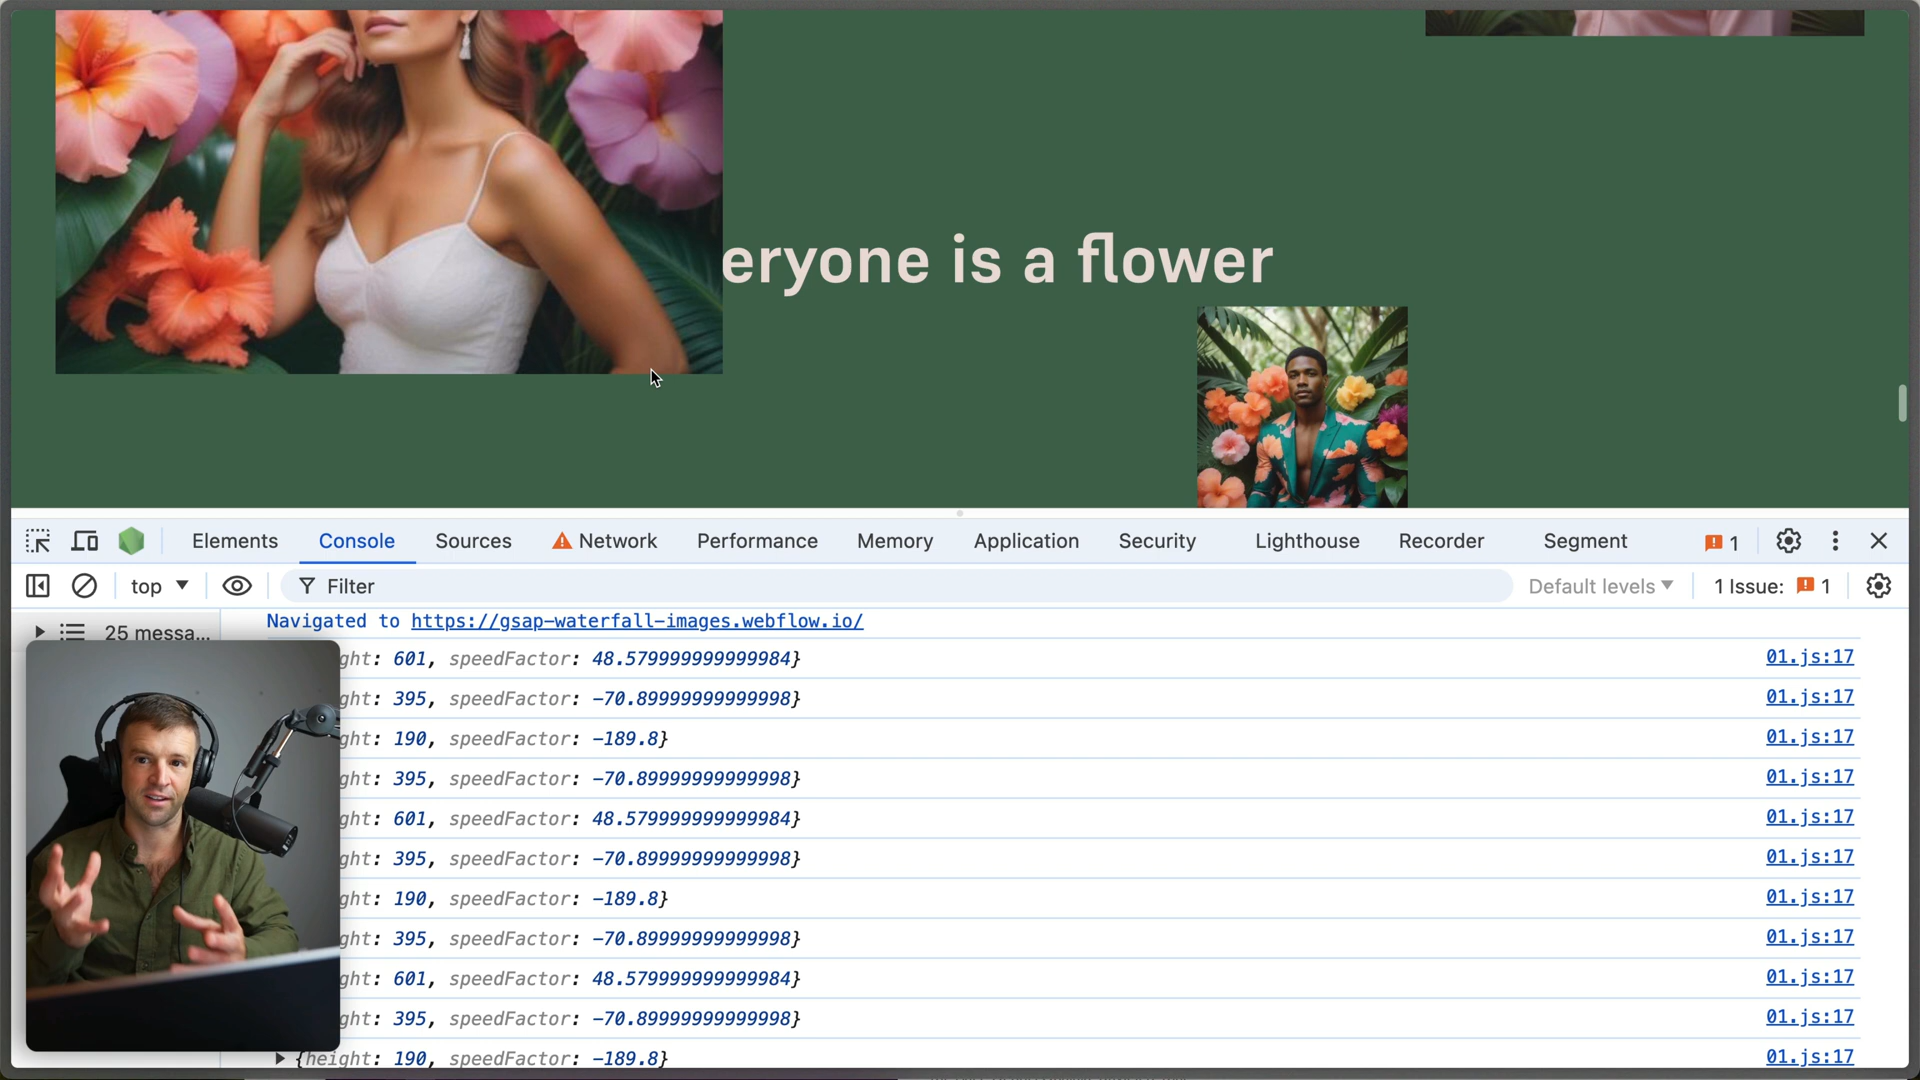 eryone is a flower
Elements Console Sources Network Performance Memory Application Security Lighthouse Recorder Segment 1
top Filter Default levels 1 Issue: 1
25 messa...
Navigated to https://gsap-waterfall-images.webflow.io/
ght: 601, speedFactor: 48.579999999999984} 01.js:17
ght: 395, speedFactor: -70.89999999999998} 01.js:17
ght: 190, speedFactor: -189.8} 01.js:17
ght: 395, speedFactor: -70.89999999999998} 01.js:17
ght: 601, speedFactor: 48.579999999999984} 01.js:17
ght: 395, speedFactor: -70.89999999999998} 01.js:17
ght: 190, speedFactor: -189.8} 01.js:17
ght: 395, speedFactor: -70.89999999999998} 01.js:17
ght: 601, speedFactor: 48.579999999999984} 01.js:17
ght: 395, speedFactor: -70.89999999999998} 01.js:17
{height: 190, speedFactor: -189.8} 01.js:17